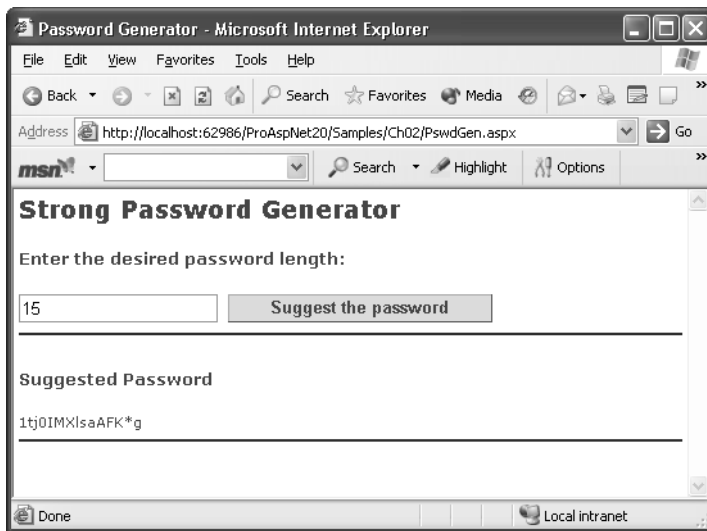 Password Generator - Microsoft Internet Explorer
File Edit View Favorites Tools Help
Back Search Favorites Media »
Address http://localhost:62986/ProAspNet20/Samples/Ch02/PswdGen.aspx Go
msn Search Highlight Options »
Strong Password Generator
Enter the desired password length:
15 Suggest the password
Suggested Password
1tj0IMXlsaAFK*g
Done Local intranet